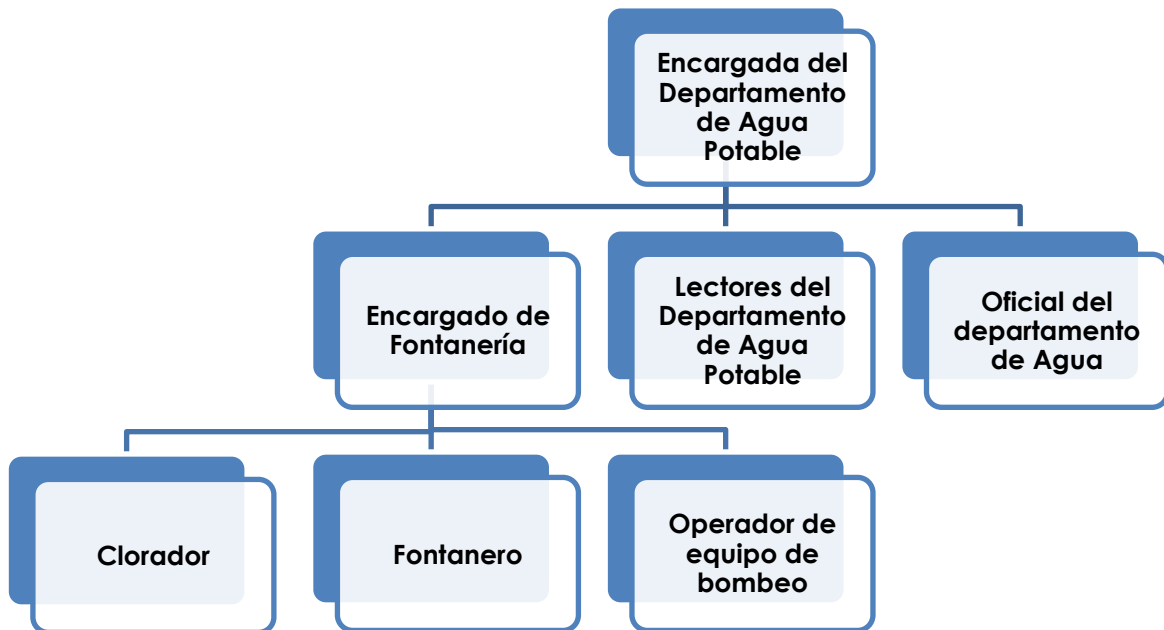 Encargada del
Departamento
de Agua
Potable
Encargado de
Fontanería
Lectores del
Departamento
de Agua
Potable
Oficial del
departamento
de Agua
Clorador
Fontanero
Operador de
equipo de
bombeo